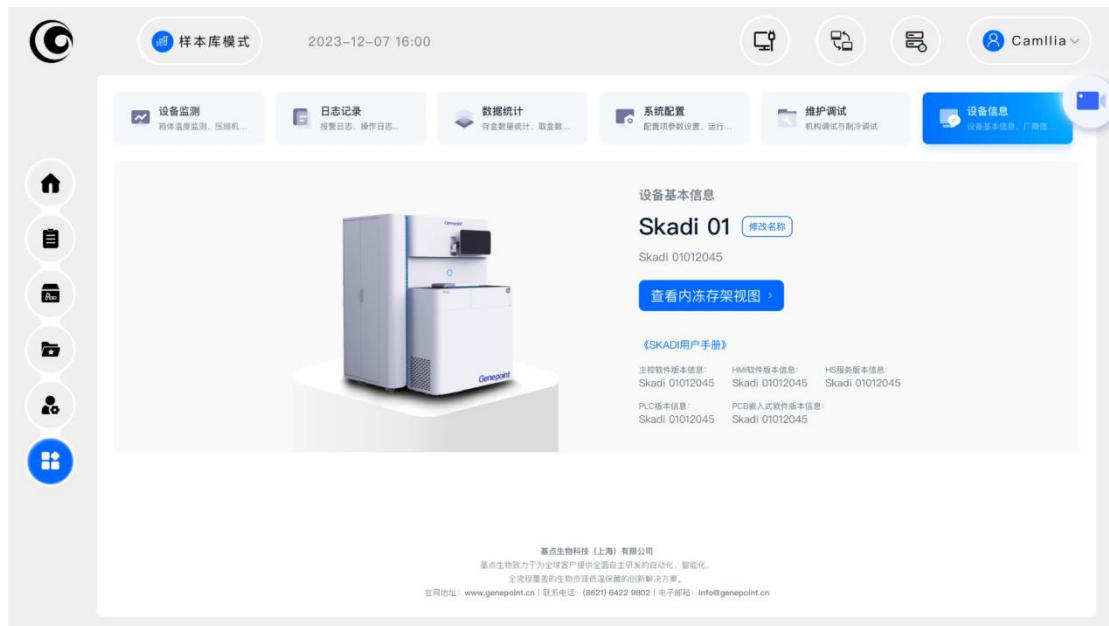 样本库模式
2023-12-07 16:00
Camllia
设备监测
箱体温度监测、压缩机...
日志记录
报警日志、操作日志...
数据统计
存盒数量统计、取盒数...
系统配置
配置项参数设置、运行...
维护调试
机构调试与制冷调试
设备信息
设备基本信息、厂商信...
设备基本信息
Skadi 01 修改名称
Skadi 01012045
查看内冻存架视图
《SKADI用户手册》
主控软件版本信息: HMI软件版本信息: HS服务版本信息:
Skadi 01012045 Skadi 01012045 Skadi 01012045
PLC版本信息: PCB嵌入式软件版本信息:
Skadi 01012045 Skadi 01012045
Genepoint
Genepoint
基点生物科技（上海）有限公司
基点生物致力于为全球客户提供全面自主研发的自动化、智能化、
全流程覆盖的生物资源低温保藏的创新解决方案。
官网地址: www.genepoint.cn | 联系电话: (8621) 6422 9802 | 电子邮箱: info@genepoint.cn